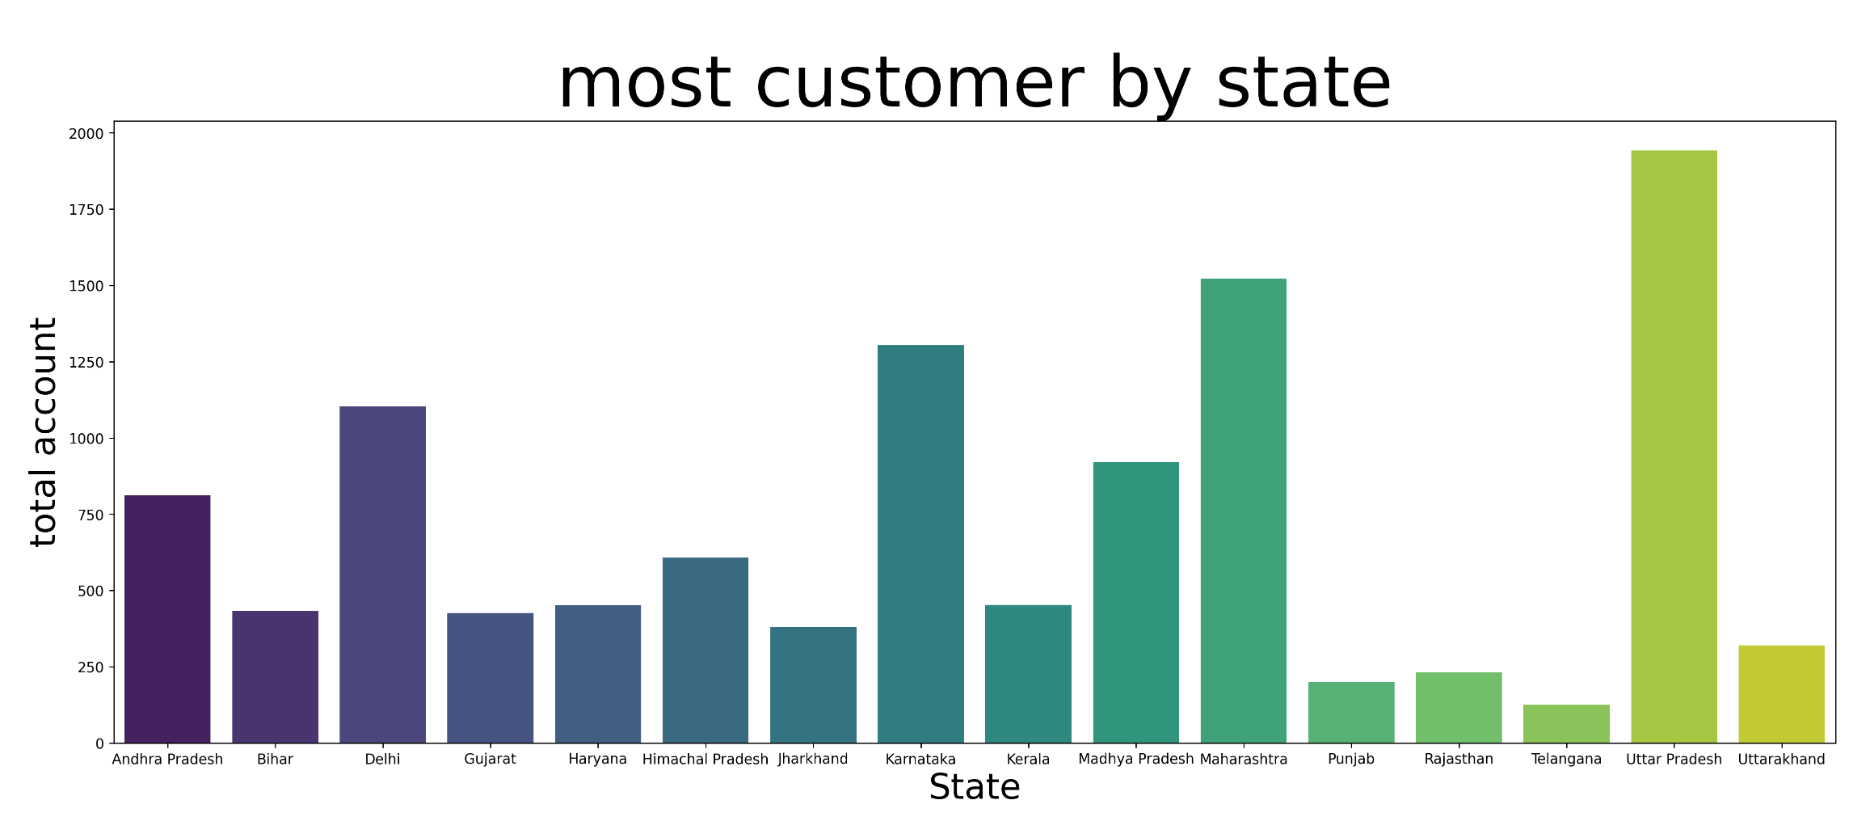 most customer by state
2000
1750
1500
1250
1000
750
500
250
0
total account
Andhra Pradesh Bihar Delhi Gujarat Haryana Himachal Pradesh Jharkhand Karnataka Kerala Madhya Pradesh Maharashtra Punjab Rajasthan Telangana Uttar Pradesh Uttarakhand
State